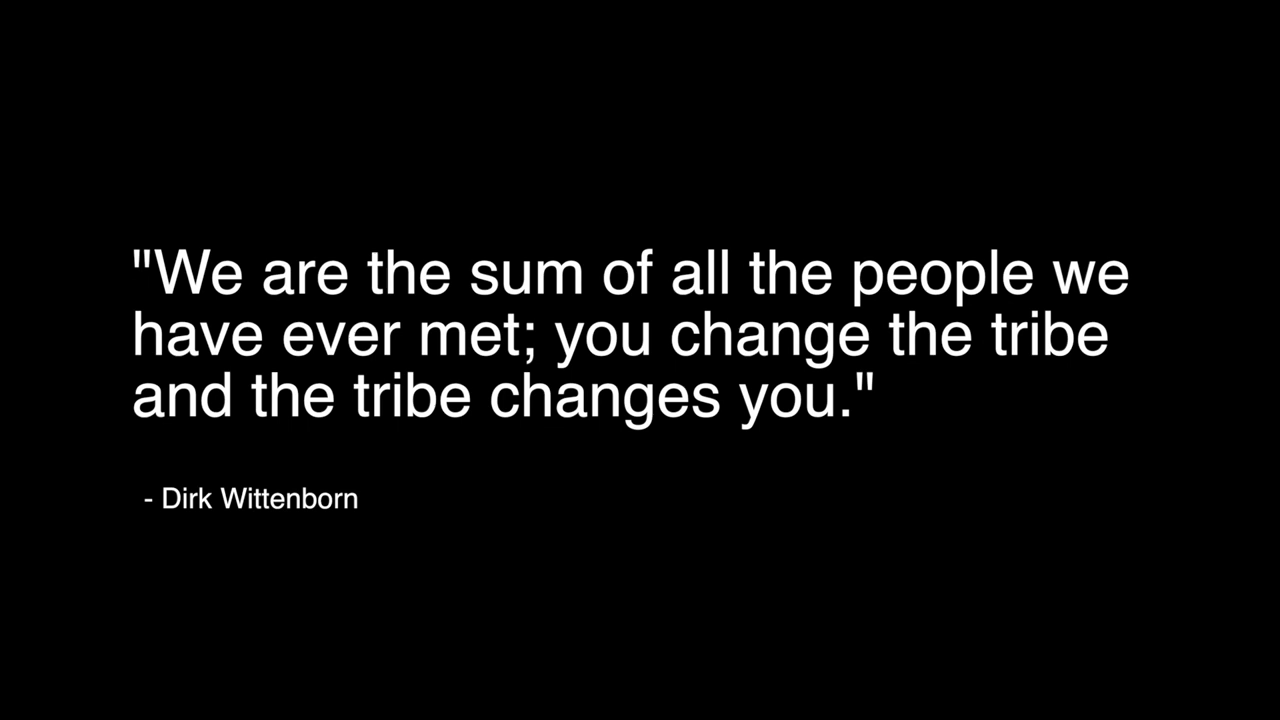 "We are the sum of all the people we
have ever met; you change the tribe
and the tribe changes you."
- Dirk Wittenborn